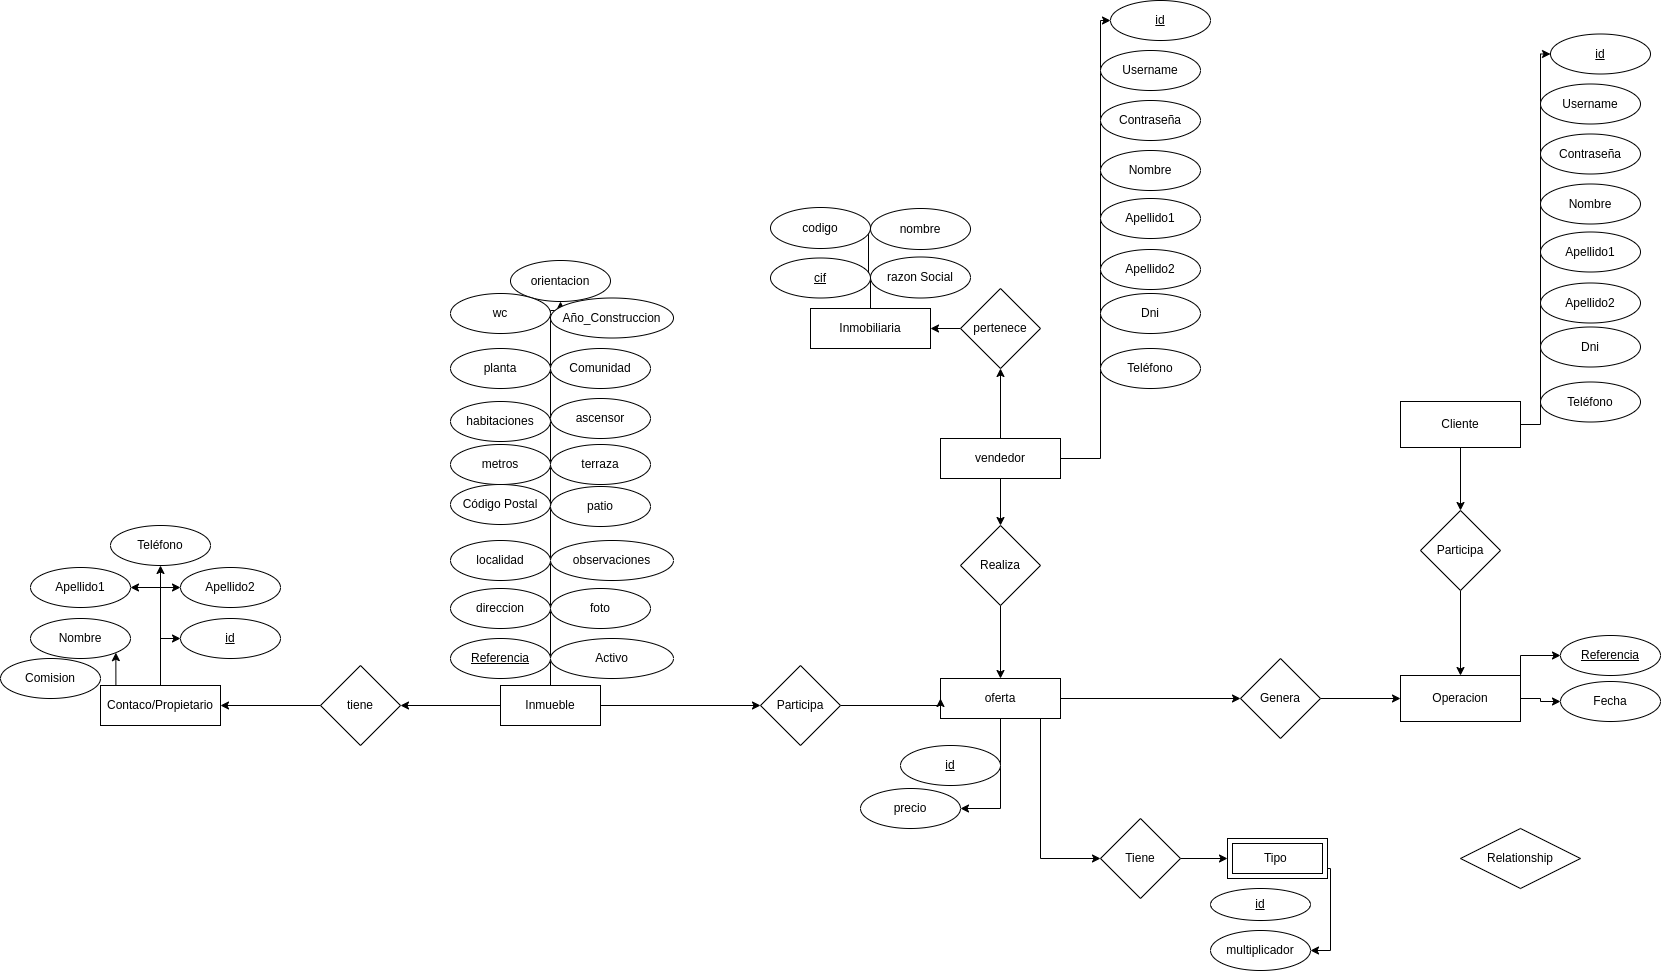 id
Username
Contraseña
Nombre
Apellido1
Apellido2
Dni
Teléfono
id
Username
Contraseña
Nombre
Apellido1
Apellido2
Dni
Teléfono
codigo
nombre
cif
razon Social
Inmobiliaria
pertenece
orientacion
wc
Año_Construccion
planta
Comunidad
habitaciones
ascensor
metros
terraza
Código Postal
patio
localidad
observaciones
direccion
foto
Referencia
Activo
vendedor
Cliente
Realiza
Participa
Teléfono
Apellido1
Apellido2
Nombre
id
Comision
Contaco/Propietario
tiene
Inmueble
Participa
oferta
Genera
Operacion
Referencia
Fecha
id
precio
Tiene
Tipo
id
multiplicador
Relationship